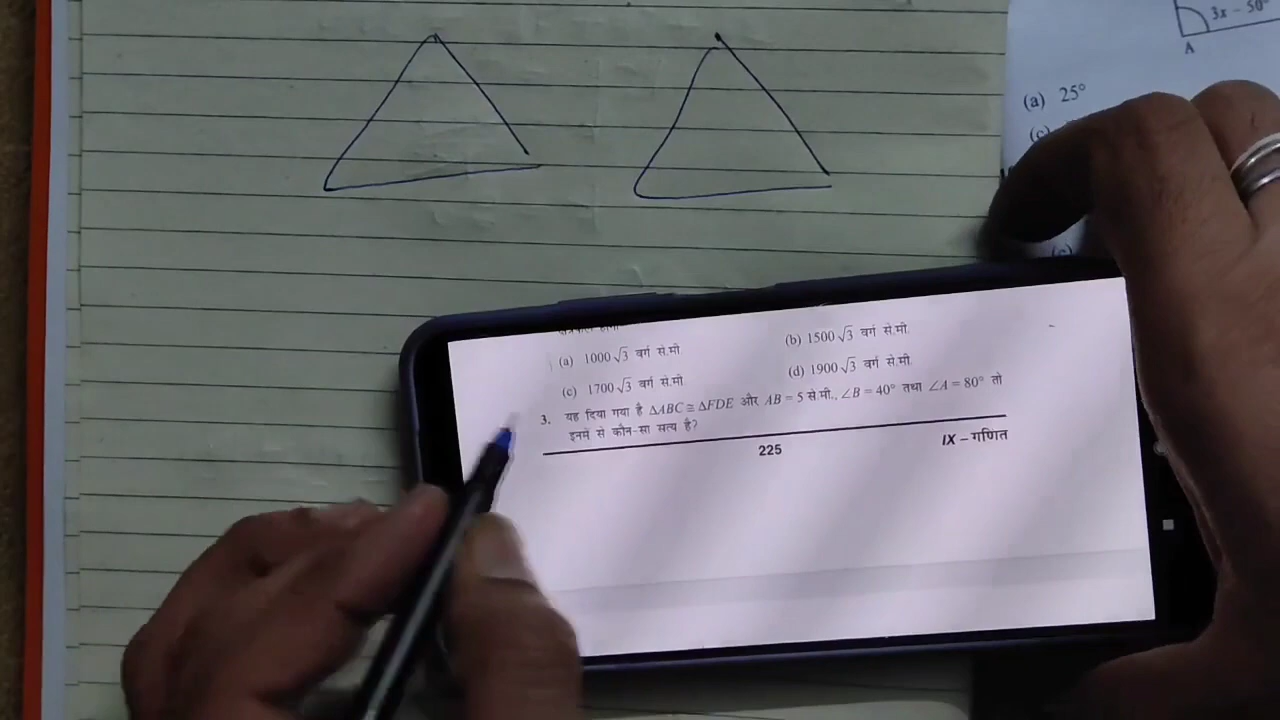 3x – 50°
A
(a) 25°
(c)
(c)
(a) 1000√3 वर्ग से.मी.
(b) 1500√3 वर्ग से.मी.
(c) 1700√3 वर्ग से.मी.
(d) 1900√3 वर्ग से.मी.
3. यह दिया गया है ΔABC ≅ ΔFDE और AB = 5 से.मी., ∠B = 40° तथा ∠A = 80° तो
इनमें से कौन-सा सत्य है?
225
IX – गणित